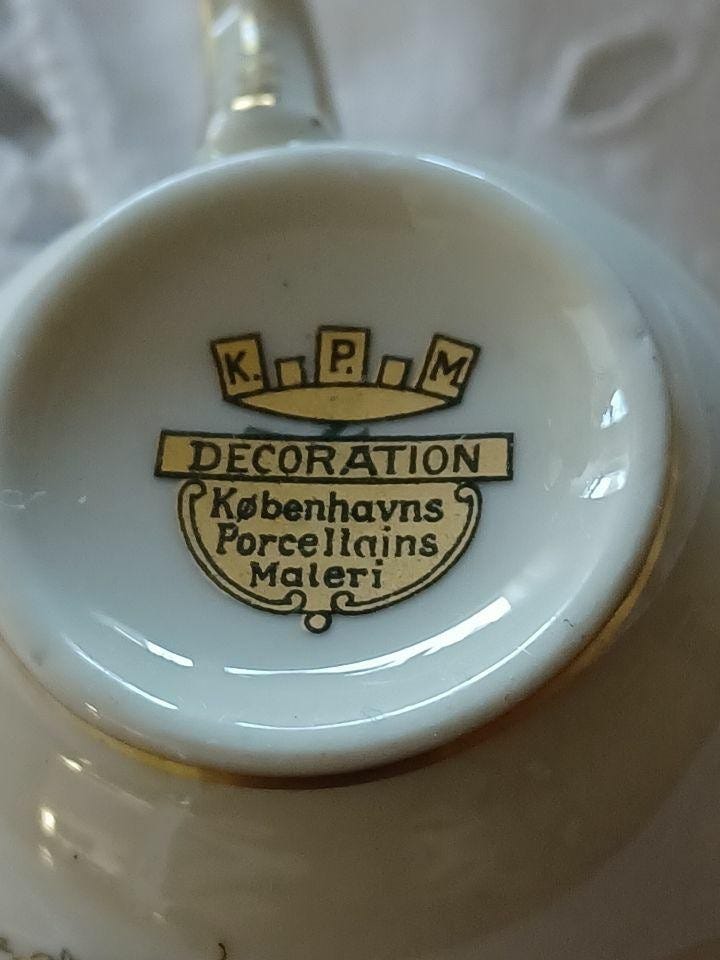 K. P. M.
DECORATION
Københavns
Porcellains
Maleri